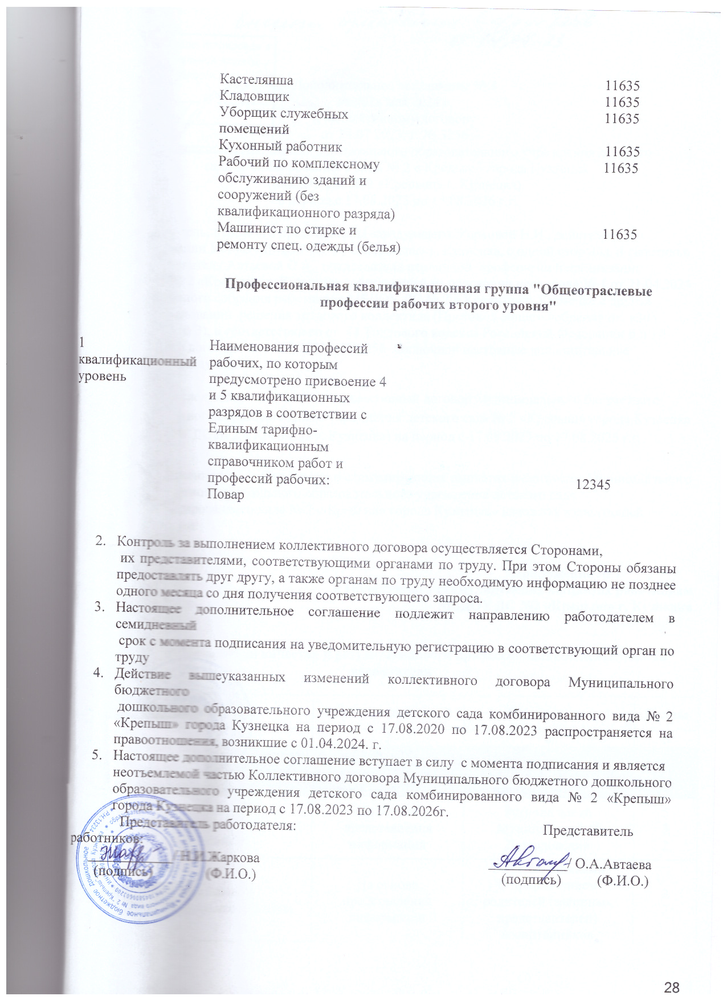 Кастелянша 11635
Кладовщик 11635
Уборщик служебных 11635
помещений
Кухонный работник 11635
Рабочий по комплексному 11635
обслуживанию зданий и
сооружений (без
квалификационного разряда)
Машинист по стирке и 11635
ремонту спец. одежды (белья)
Профессиональная квалификационная группа "Общеотраслевые
профессии рабочих второго уровня"
1
квалификационный
уровень
Наименования профессий
рабочих, по которым
предусмотрено присвоение 4
и 5 квалификационных
разрядов в соответствии с
Единым тарифно-
квалификационным
справочником работ и
профессий рабочих: 12345
Повар
2. Контроль за выполнением коллективного договора осуществляется Сторонами,
их представителями, соответствующими органами по труду. При этом Стороны обязаны
предоставлять друг другу, а также органам по труду необходимую информацию не позднее
одного месяца со дня получения соответствующего запроса.
3. Настоящее дополнительное соглашение подлежит направлению работодателем в
семидневный
срок с момента подписания на уведомительную регистрацию в соответствующий орган по
труду
4. Действие вышеуказанных изменений коллективного договора Муниципального
бюджетного
дошкольного образовательного учреждения детского сада комбинированного вида № 2
«Крепыш» города Кузнецка на период с 17.08.2020 по 17.08.2023 распространяется на
правоотношения, возникшие с 01.04.2024. г.
5. Настоящее дополнительное соглашение вступает в силу с момента подписания и является
неотъемлемой частью Коллективного договора Муниципального бюджетного дошкольного
образовательного учреждения детского сада комбинированного вида № 2 «Крепыш»
города Кузнецка на период с 17.08.2023 по 17.08.2026г.
Представитель работодателя: Представитель
работников:
Н.И.Жаркова / О.А.Автаева
(подпись) (Ф.И.О.) (подпись) (Ф.И.О.)
28